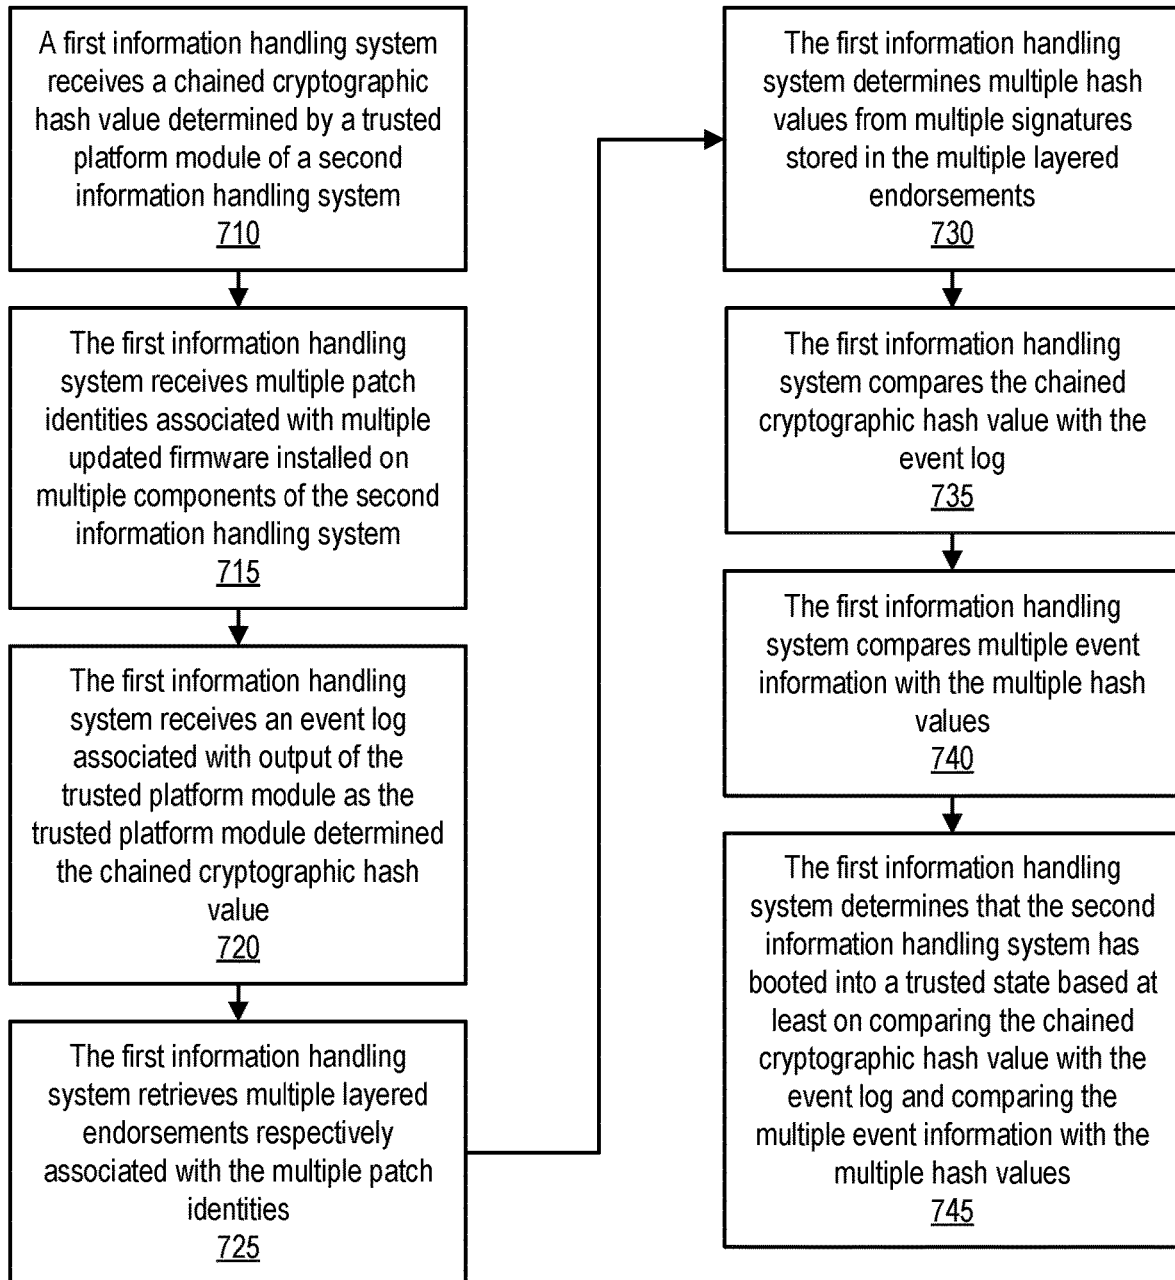 A first information handling
system receives a chained
cryptographic
hash value determined by a trusted
platform module of a second
information handling system
710
The first information handling
system receives multiple patch
identities associated with multiple
updated firmware installed on
multiple components of the second
information handling system
715
The first information handling
system receives an event log
associated with output of the
trusted platform module as the
trusted platform module determined
the chained cryptographic hash
value
720
The first information handling
system retrieves multiple layered
endorsements respectively
associated with the multiple patch
identities
725
The first information handling
system determines multiple hash
values from multiple signatures
stored in the multiple layered
endorsements
730
The first information handling
system compares the chained
cryptographic hash value with the
event log
735
The first information handling
system compares multiple event
information with the multiple hash
values
740
The first information handling
system determines that the second
information handling system has
booted into a trusted state based at
least on comparing the chained
cryptographic hash value with the
event log and comparing the
multiple event information with the
multiple hash values
745